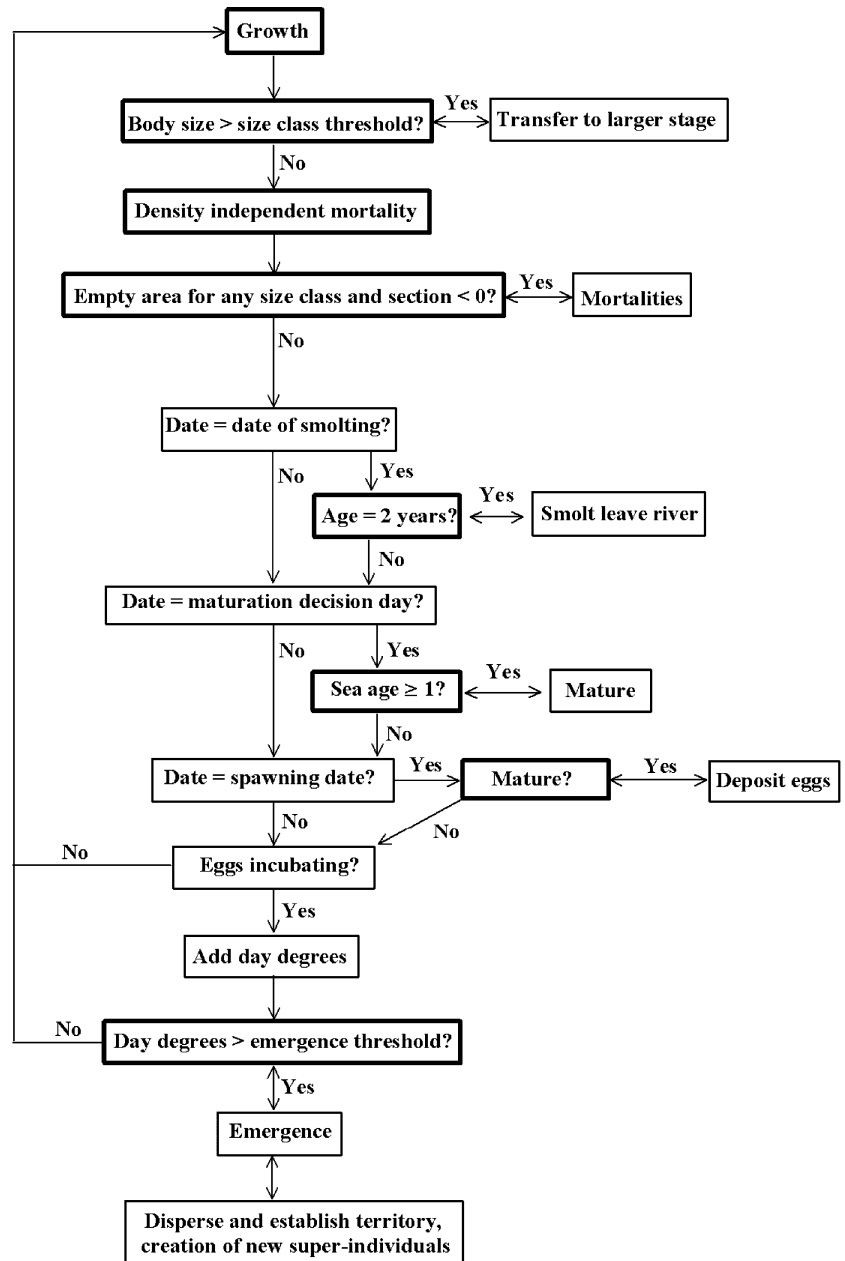 Growth
Yes
Body size > size class threshold?
Transfer to larger stage
No
Density independent mortality
Yes
Empty area for any size class and section < 0?
Mortalities
No
Date = date of smolting?
No
Yes
Yes
Age = 2 years?
Smolt leave river
No
Date = maturation decision day?
No
Yes
Yes
Sea age ≥ 1?
Mature
No
Date = spawning date?
Yes
Mature?
Yes
Deposit eggs
No
No
No
Eggs incubating?
Yes
Add day degrees
No
Day degrees > emergence threshold?
Yes
Emergence
Disperse and establish territory,
creation of new super-individuals